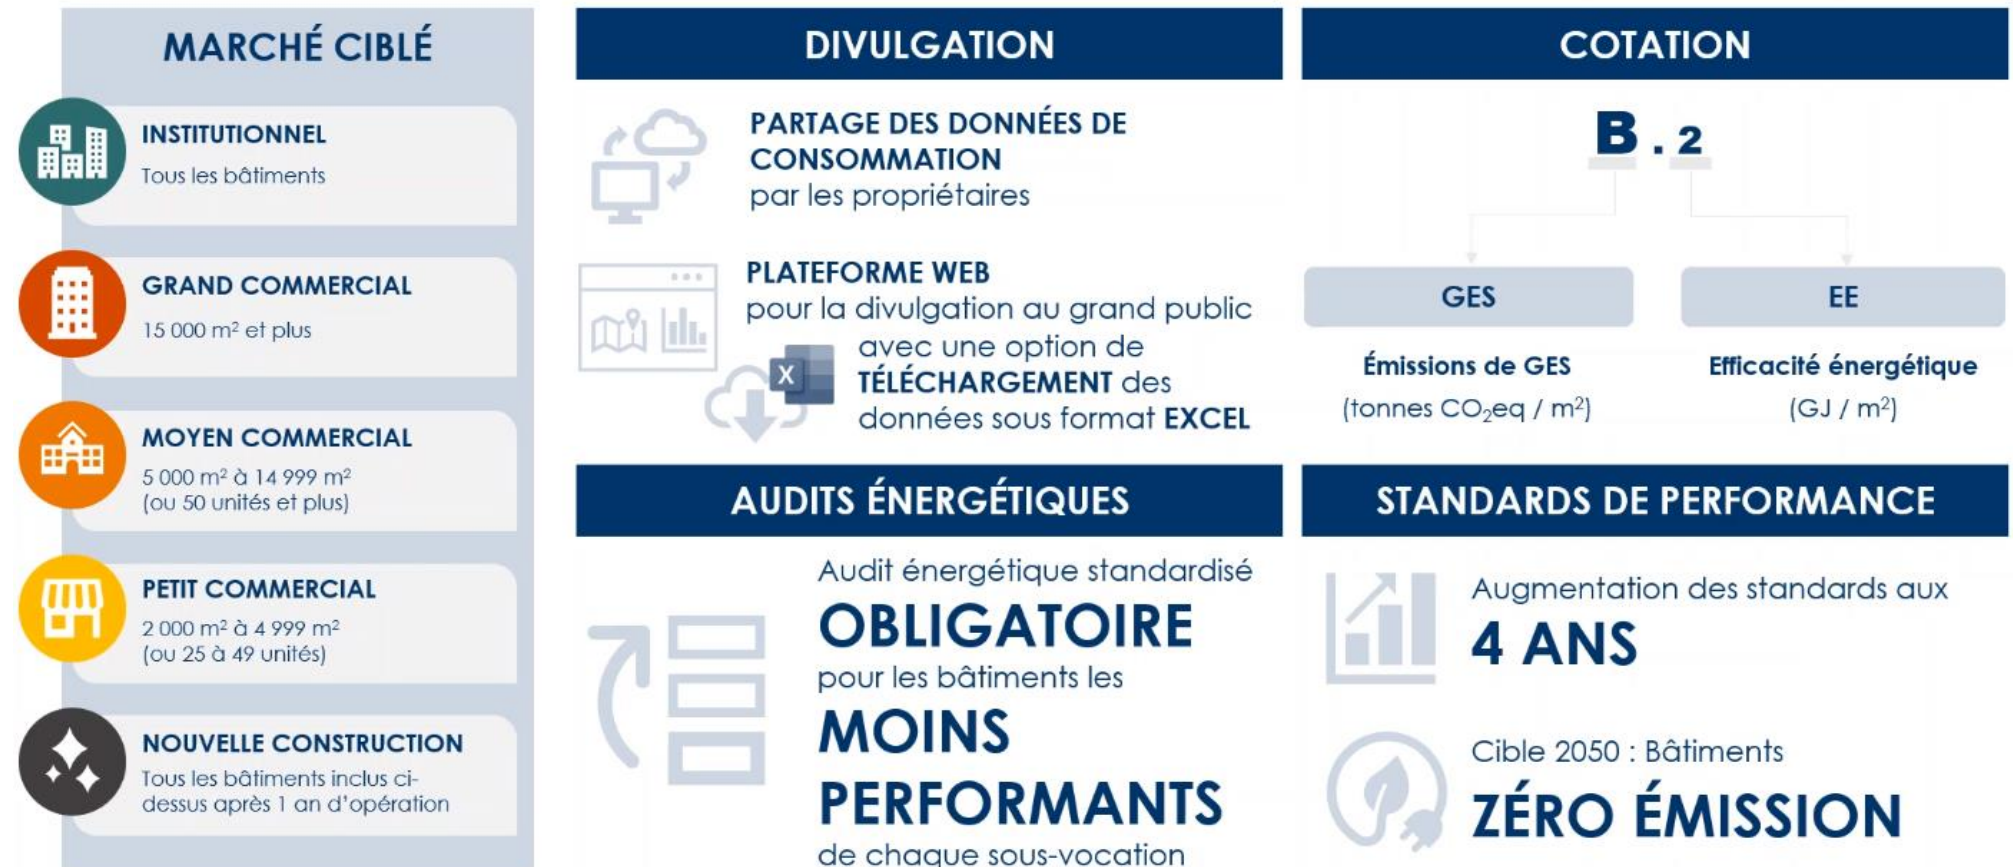 MARCHÉ CIBLÉ
INSTITUTIONNEL
Tous les bâtiments
GRAND COMMERCIAL
15 000 m² et plus
MOYEN COMMERCIAL
5 000 m² à 14 999 m²
(ou 50 unités et plus)
PETIT COMMERCIAL
2 000 m² à 4 999 m²
(ou 25 à 49 unités)
NOUVELLE CONSTRUCTION
Tous les bâtiments inclus ci-
dessus après 1 an d'opération
DIVULGATION
PARTAGE DES DONNÉES DE
CONSOMMATION
par les propriétaires
PLATEFORME WEB
pour la divulgation au grand public
avec une option de
X
TÉLÉCHARGEMENT des
données sous format EXCEL
COTATION
B . 2
GES
EE
Émissions de GES
(tonnes CO₂eq / m²)
Efficacité énergétique
(GJ / m²)
AUDITS ÉNERGÉTIQUES
Audit énergétique standardisé
OBLIGATOIRE
pour les bâtiments les
MOINS
PERFORMANTS
de chaque sous-vocation
STANDARDS DE PERFORMANCE
Augmentation des standards aux
4 ANS
Cible 2050 : Bâtiments
ZÉRO ÉMISSION